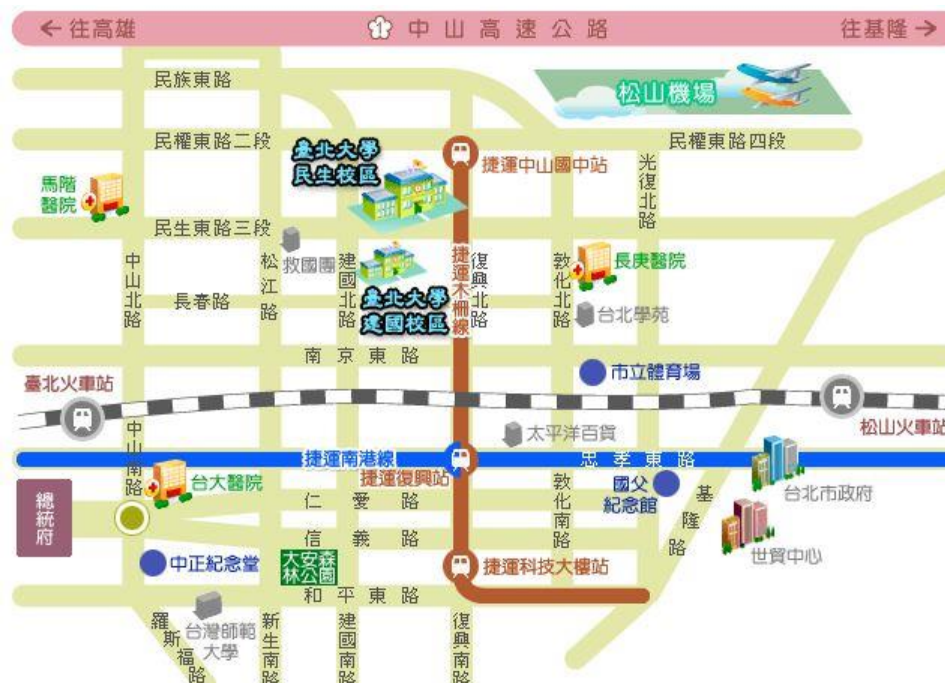 往高雄
1
中山高速公路
往基隆
民族東路
松山機場
民權東路二段
臺北大學
民生校區
捷運中山國中站
民權東路四段
光復北路
馬階
醫院
民生東路三段
救國團
中山北路
松江路
建國北路
捷運木柵線
復興北路
敦化北路
長庚醫院
長春路
臺北大學
建國校區
台北學苑
南京東路
臺北火車站
市立體育場
松山火車站
中山南路
太平洋百貨
捷運南港線
忠孝東路
捷運復興站
總統府
台大醫院
仁愛路
敦化南路
國父
紀念館
基隆路
台北市政府
信義路
世貿中心
中正紀念堂
大安森
林公園
捷運科技大樓站
和平東路
羅斯福路
台灣師範
大學
新生南路
建國南路
復興南路